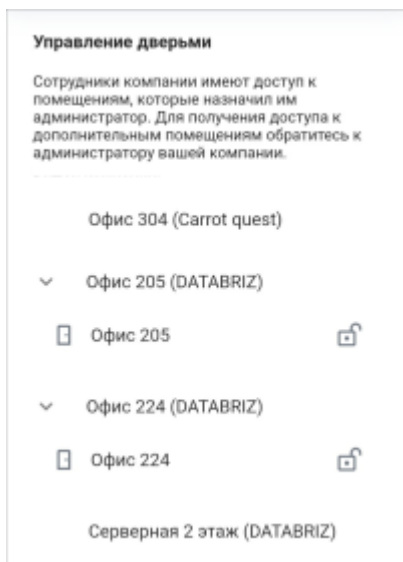 Управление дверьми
Сотрудники компании имеют доступ к
помещениям, которые назначил им
администратор. Для получения доступа к
дополнительным помещениям обратитесь к
администратору вашей компании.
Офис 304 (Carrot quest)
Офис 205 (DATABRIZ)
Офис 205
Офис 224 (DATABRIZ)
Офис 224
Серверная 2 этаж (DATABRIZ)